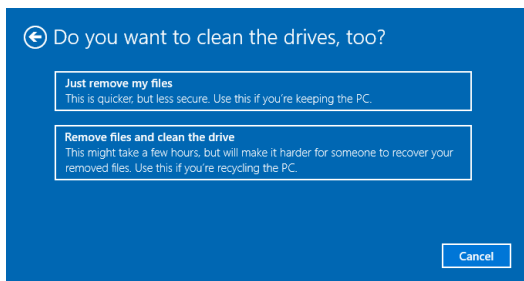 Do you want to clean the drives, too?
Just remove my files
This is quicker, but less secure. Use this if you're keeping the PC.
Remove files and clean the drive
This might take a few hours, but will make it harder for someone to recover your
removed files. Use this if you're recycling the PC.
Cancel